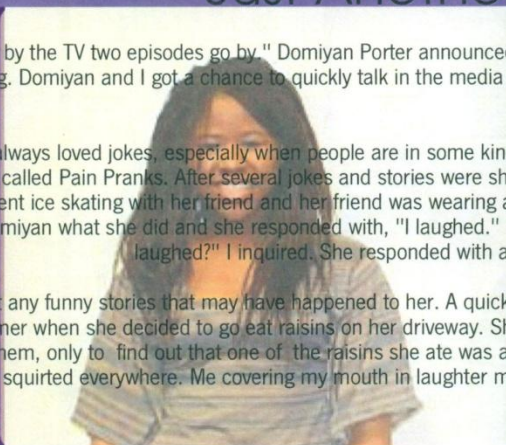 by the TV two episodes go by." Domiyan Porter announced
g. Domiyan and I got a chance to quickly talk in the media
always loved jokes, especially when people are in some kin
called Pain Pranks. After several jokes and stories were sh
ent ice skating with her friend and her friend was wearing a
miyan what she did and she responded with, "I laughed."
laughed?" I inquired. She responded with a
any funny stories that may have happened to her. A quick
ner when she decided to go eat raisins on her driveway. Sh
hem, only to find out that one of the raisins she ate was a
squirted everywhere. Me covering my mouth in laughter m